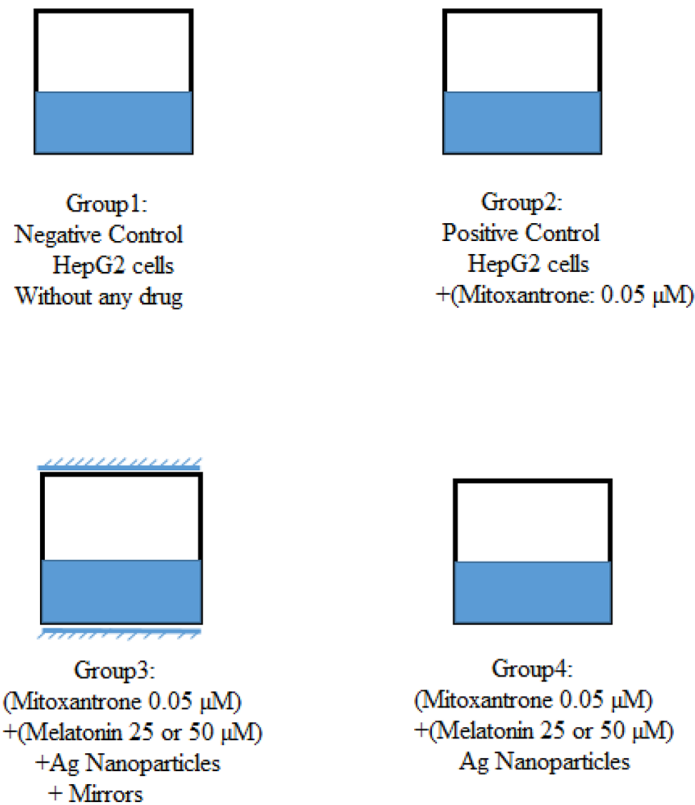 Group1:
Negative Control
HepG2 cells
Without any drug
Group2:
Positive Control
HepG2 cells
+(Mitoxantrone: 0.05 μM)
Group3:
(Mitoxantrone 0.05 μM)
+(Melatonin 25 or 50 μM)
+Ag Nanoparticles
+ Mirrors
Group4:
(Mitoxantrone 0.05 μM)
+(Melatonin 25 or 50 μM)
Ag Nanoparticles